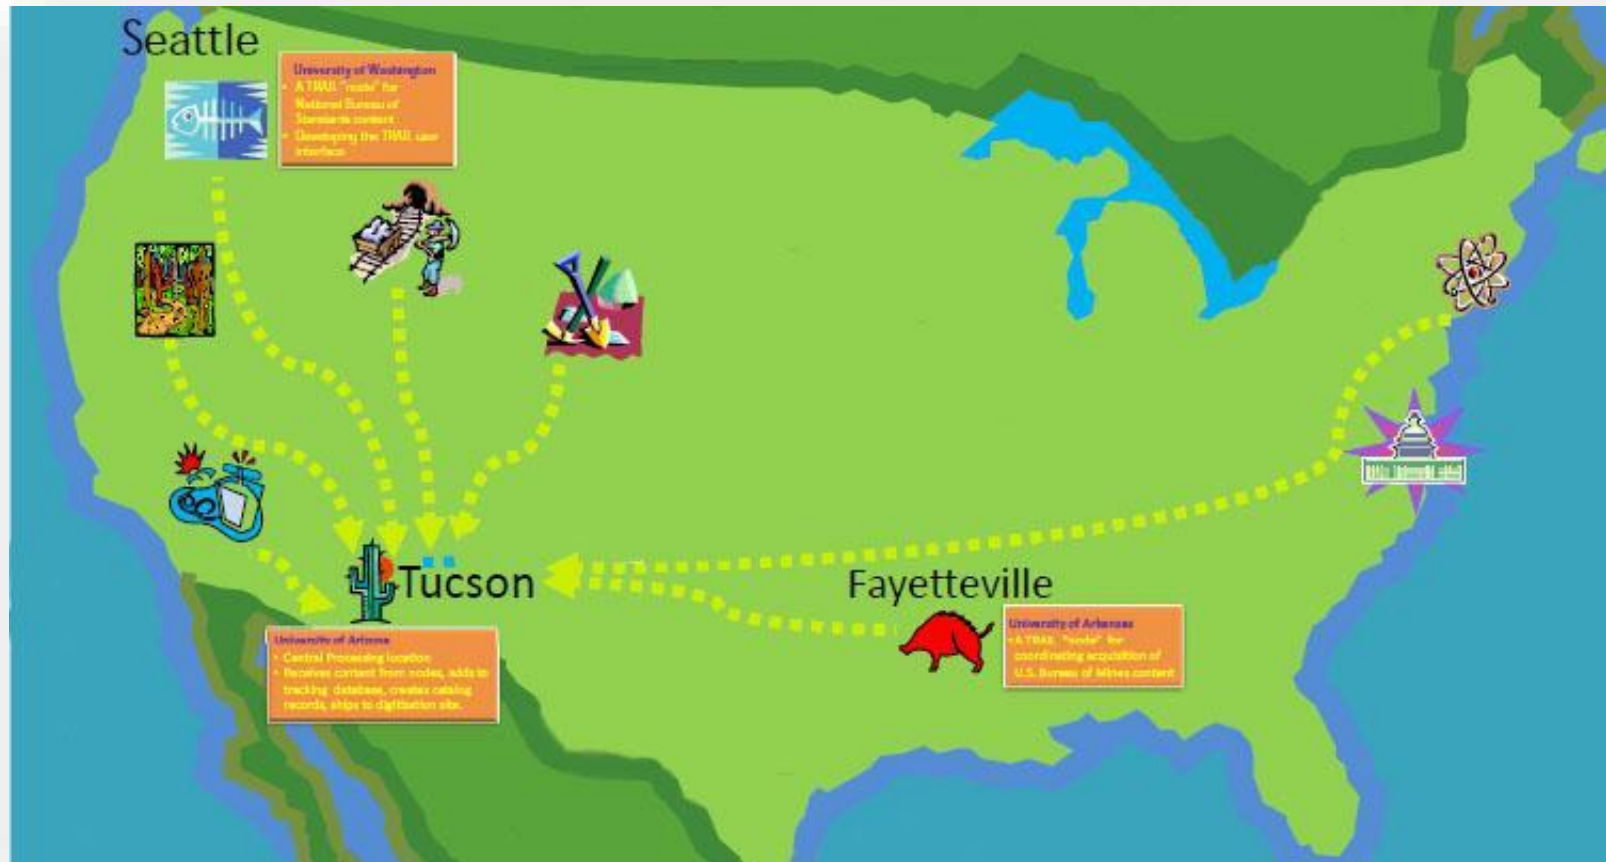 Seattle
University of Washington
• A TRAIL "node" for
National Bureau of
Standards content
• Developing the TRAIL user
interface
Tucson
University of Arizona
• Central Processing location
• Receives content from nodes, adds to
tracking database, creates catalog
records, ships to digitization site.
Fayetteville
University of Arkansas
• A TRAIL "node" for
coordinating acquisition of
U.S. Bureau of Mines content